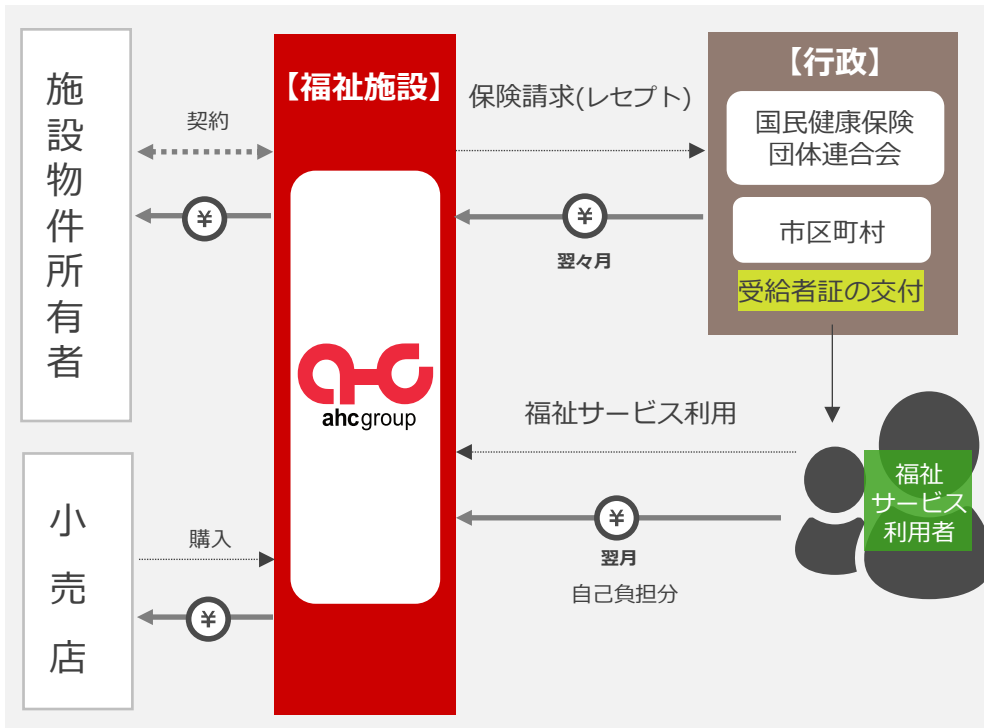 施設物件所有者
契約
¥
小売店
購入
¥
【福祉施設】
ahcgroup
保険請求(レセプト)
¥
翌々月
【行政】
国民健康保険
団体連合会
市区町村
受給者証の交付
福祉サービス利用
¥
翌月
自己負担分
福祉
サービス
利用者